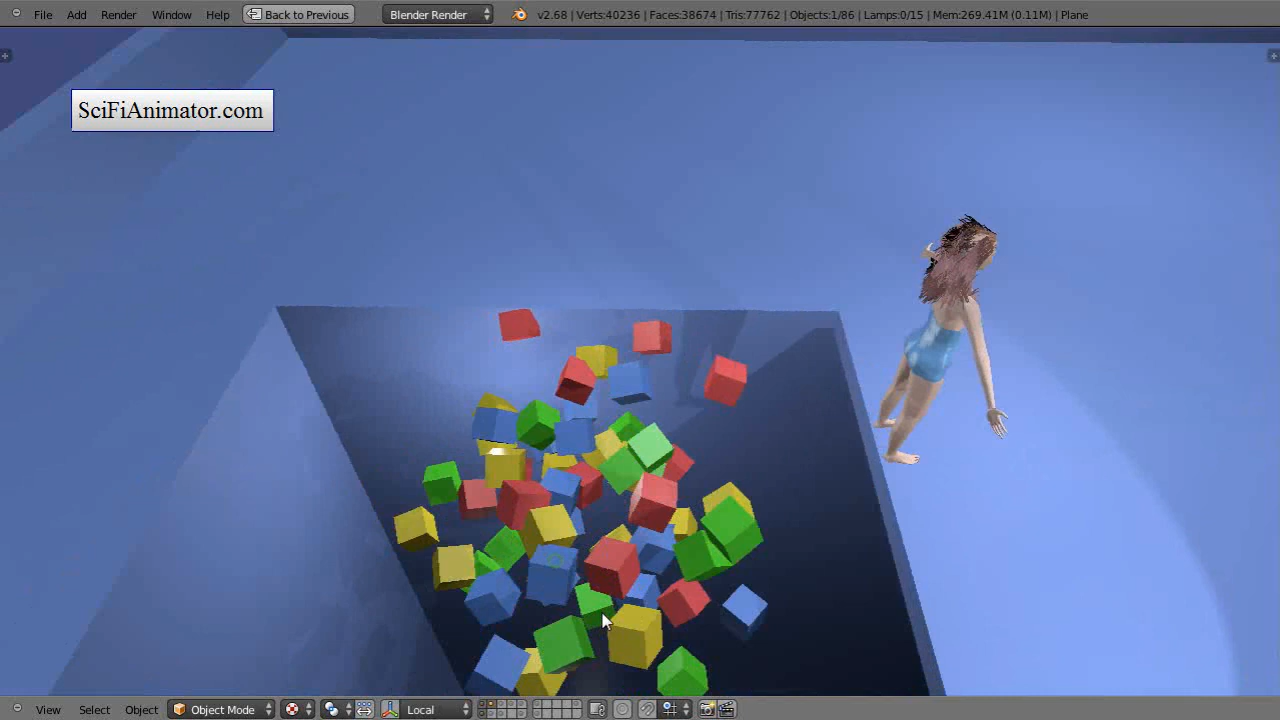 File Add Render Window Help Back to Previous Blender Render v2.68 | Verts:40236 | Faces:38674 | Tris:77762 | Objects:1/86 | Lamps:0/15 | Mem:269.41M (0.11M) | Plane
SciFiAnimator.com
View Select Object Object Mode Local